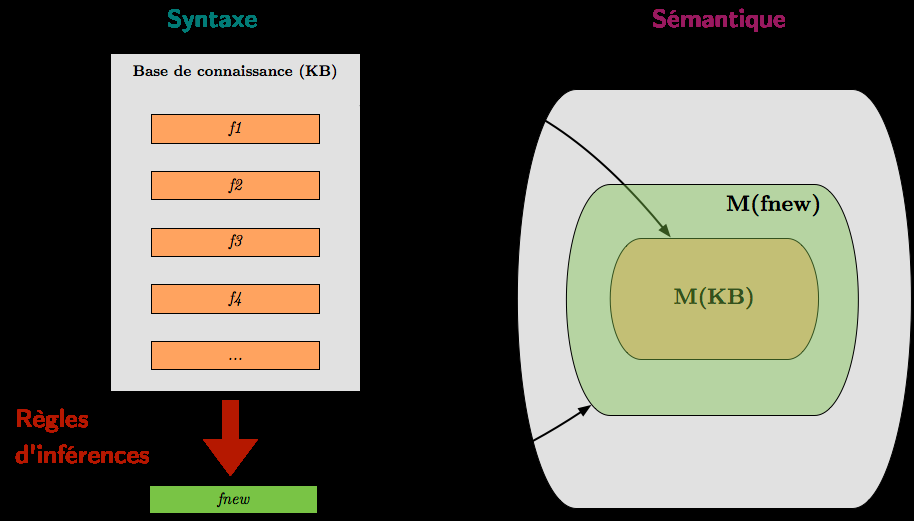 Syntaxe
Sémantique
Base de connaissance (KB)
f1
f2
f3
f4
...
Règles
d'inférences
fnew
M(fnew)
M(KB)